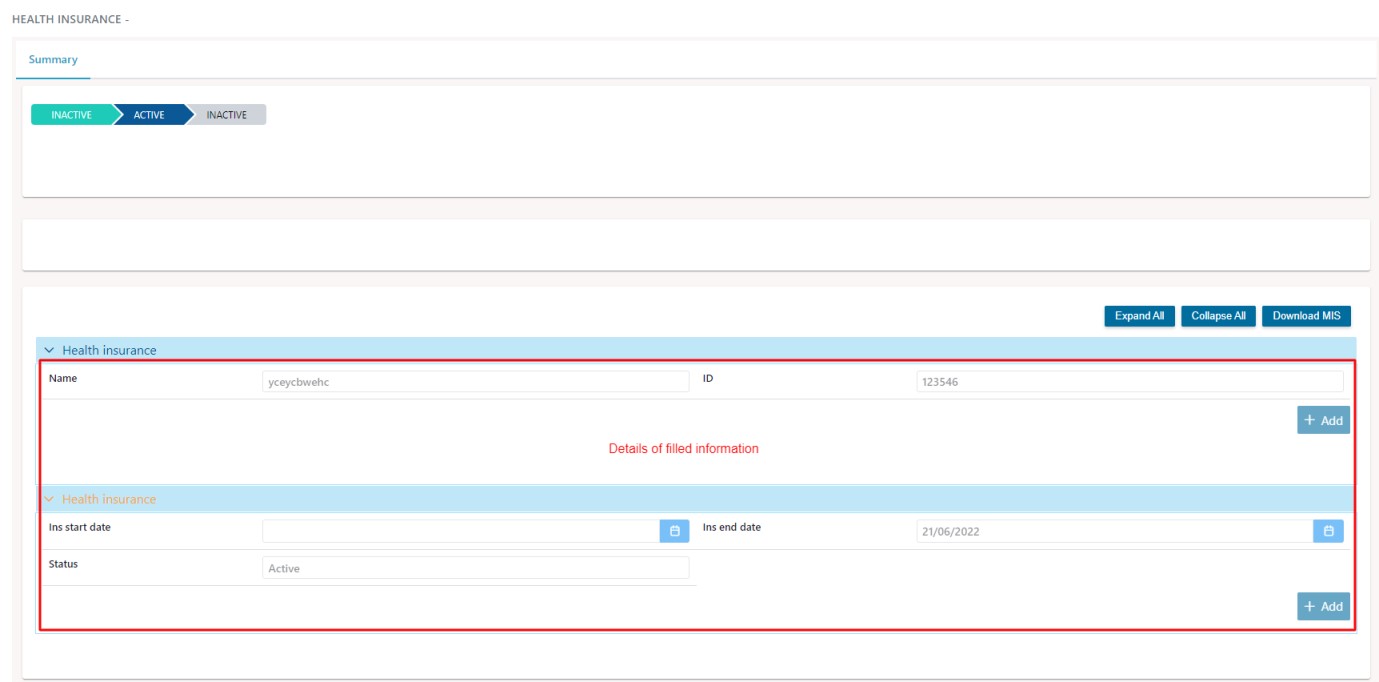 HEALTH INSURANCE -
Summary
INACTIVE ACTIVE INACTIVE
Expand All Collapse All Download MIS
Health insurance
Name yceycbwehc ID 123546
+ Add
Details of filled information
Health insurance
Ins start date Ins end date 21/06/2022
Status Active
+ Add